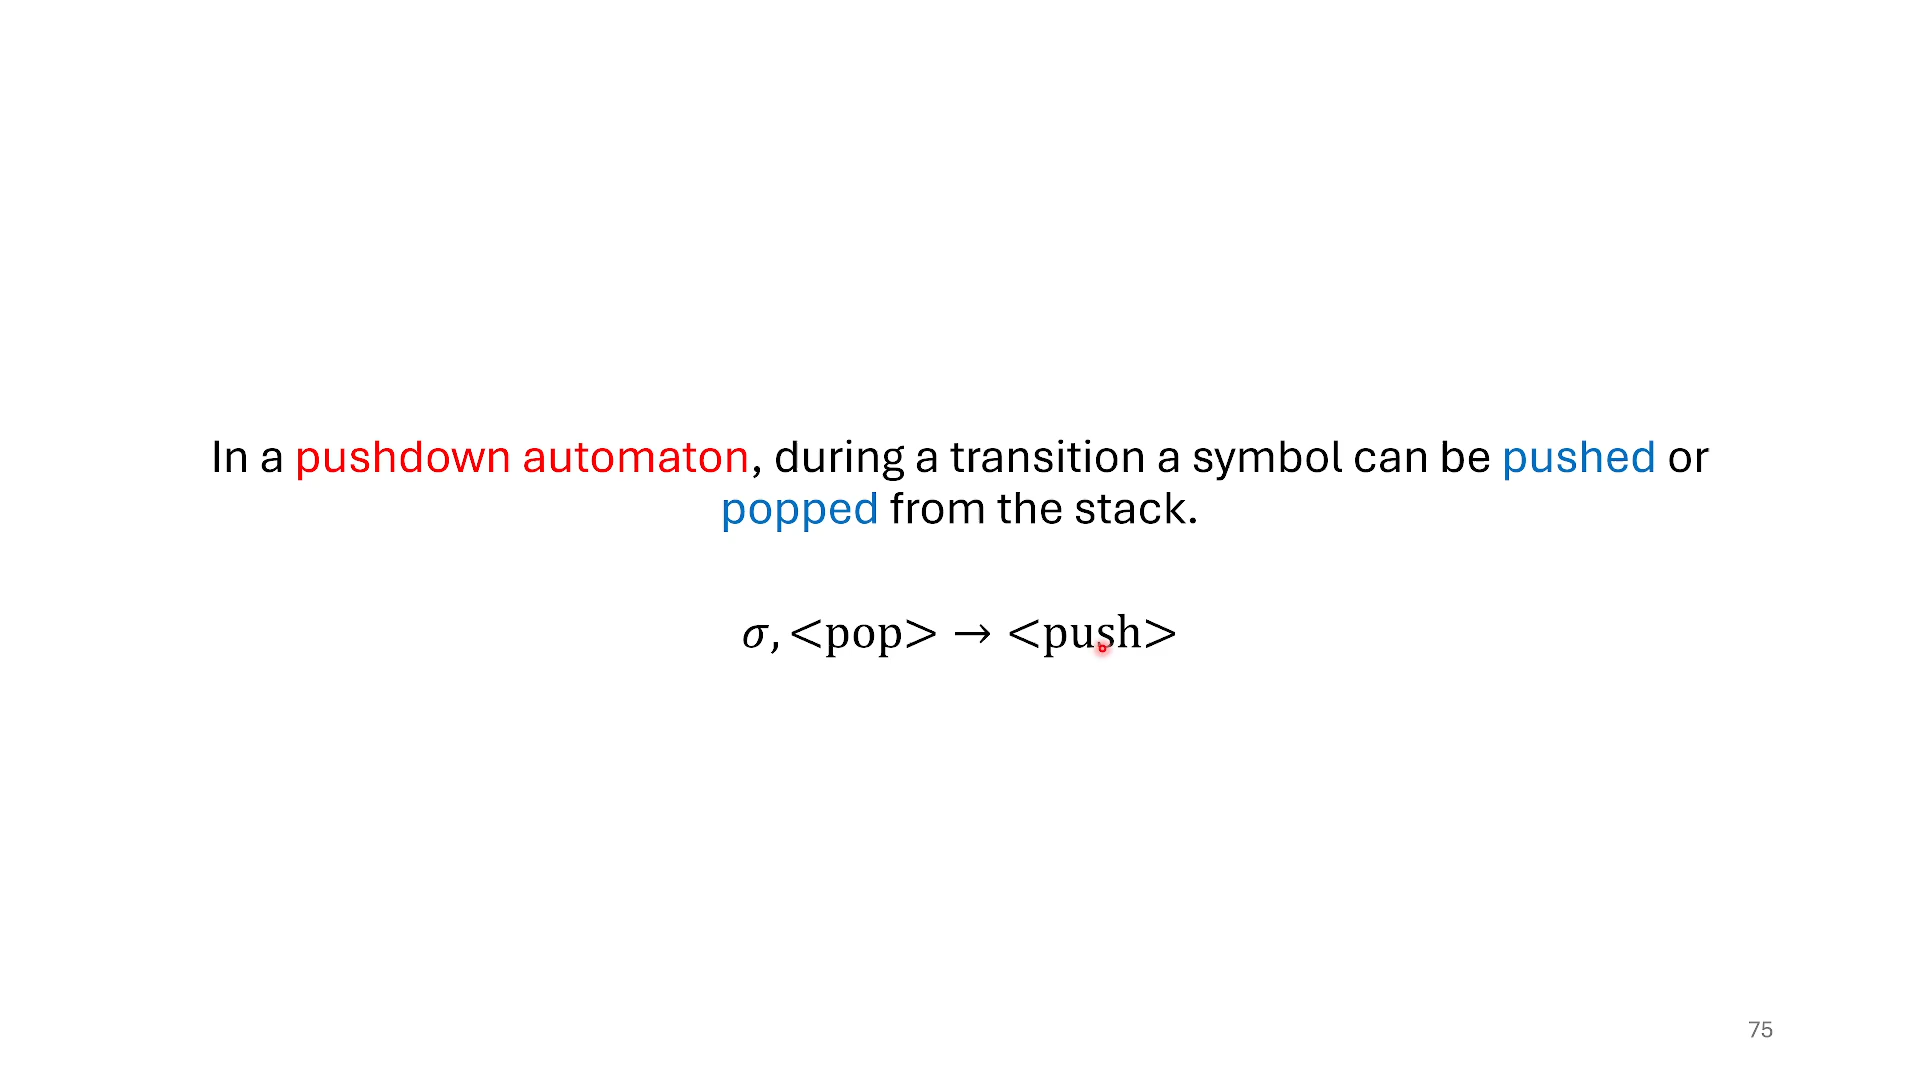 In a pushdown automaton, during a transition a symbol can be pushed or
popped from the stack.
σ, <pop> → <push>
75